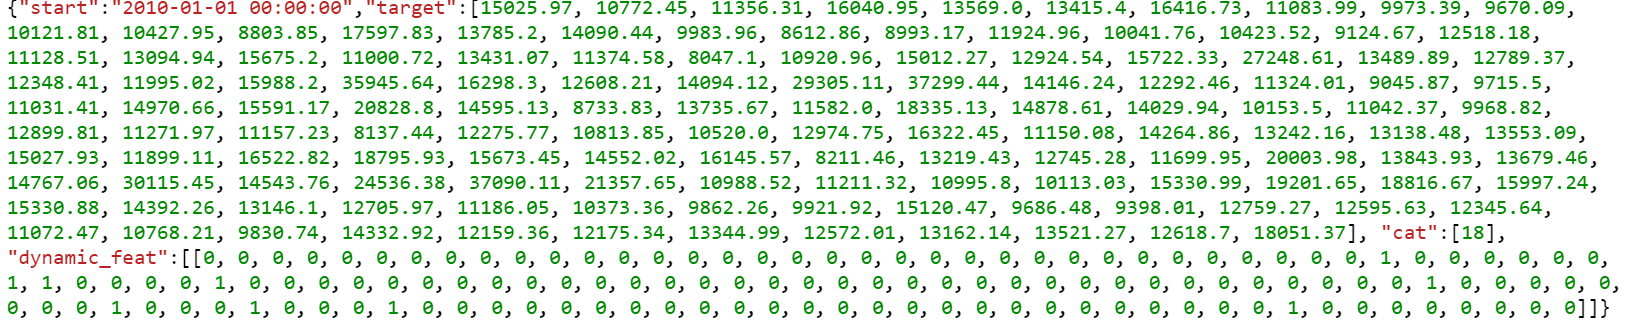 {"start":"2010-01-01 00:00:00","target":[15025.97, 10772.45, 11356.31, 16040.95, 13569.0, 13415.4, 16416.73, 11083.99, 9973.39, 9670.09,
10121.81, 10427.95, 8803.85, 17597.83, 13785.2, 14090.44, 9983.96, 8612.86, 8993.17, 11924.96, 10041.76, 10423.52, 9124.67, 12518.18,
11128.51, 13094.94, 15675.2, 11000.72, 13431.07, 11374.58, 8047.1, 10920.96, 15012.27, 12924.54, 15722.33, 27248.61, 13489.89, 12789.37,
12348.41, 11995.02, 15988.2, 35945.64, 16298.3, 12608.21, 14094.12, 29305.11, 37299.44, 14146.24, 12292.46, 11324.01, 9045.87, 9715.5,
11031.41, 14970.66, 15591.17, 20828.8, 14595.13, 8733.83, 13735.67, 11582.0, 18335.13, 14878.61, 14029.94, 10153.5, 11042.37, 9968.82,
12899.81, 11271.97, 11157.23, 8137.44, 12275.77, 10813.85, 10520.0, 12974.75, 16322.45, 11150.08, 14264.86, 13242.16, 13138.48, 13553.09,
15027.93, 11899.11, 16522.82, 18795.93, 15673.45, 14552.02, 16145.57, 8211.46, 13219.43, 12745.28, 11699.95, 20003.98, 13843.93, 13679.46,
14767.06, 30115.45, 14543.76, 24536.38, 37090.11, 21357.65, 10988.52, 11211.32, 10995.8, 10113.03, 15330.99, 19201.65, 18816.67, 15997.24,
15330.88, 14392.26, 13146.1, 12705.97, 11186.05, 10373.36, 9862.26, 9921.92, 15120.47, 9686.48, 9398.01, 12759.27, 12595.63, 12345.64,
11072.47, 10768.21, 9830.74, 14332.92, 12159.36, 12175.34, 13344.99, 12572.01, 13162.14, 13521.27, 12618.7, 18051.37], "cat":[18],
"dynamic_feat":[[0, 0, 0, 0, 0, 0, 0, 0, 0, 0, 0, 0, 0, 0, 0, 0, 0, 0, 0, 0, 0, 0, 0, 0, 0, 0, 0, 0, 0, 0, 0, 0, 0, 0, 1, 0, 0, 0, 0, 0, 0,
1, 1, 0, 0, 0, 0, 1, 0, 0, 0, 0, 0, 0, 0, 0, 0, 0, 0, 0, 0, 0, 0, 0, 0, 0, 0, 0, 0, 0, 0, 0, 0, 0, 0, 0, 0, 0, 0, 0, 0, 1, 0, 0, 0, 0, 0,
0, 0, 0, 1, 0, 0, 0, 1, 0, 0, 0, 1, 0, 0, 0, 0, 0, 0, 0, 0, 0, 0, 0, 0, 0, 0, 0, 0, 0, 0, 0, 0, 0, 0, 0, 0, 0, 1, 0, 0, 0, 0, 0, 0, 0, 0]]}